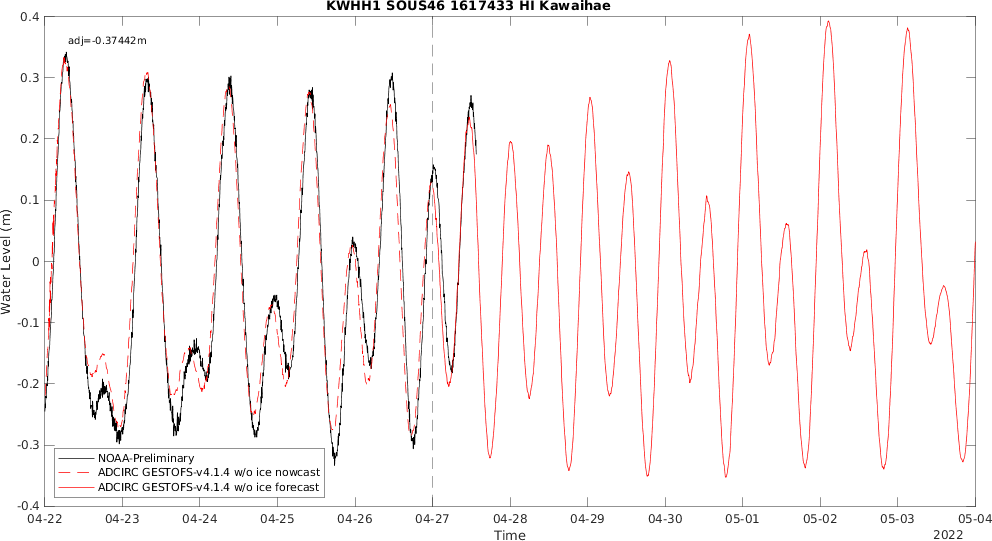 KWHH1 SOUS46 1617433 HI Kawaihae
adj=-0.37442m
Water Level (m)
0.4
0.3
0.2
0.1
0
-0.1
-0.2
-0.3
-0.4
NOAA-Preliminary
ADCIRC GESTOFS-v4.1.4 w/o ice nowcast
ADCIRC GESTOFS-v4.1.4 w/o ice forecast
04-22 04-23 04-24 04-25 04-26 04-27 04-28 04-29 04-30 05-01 05-02 05-03 05-04
Time
2022